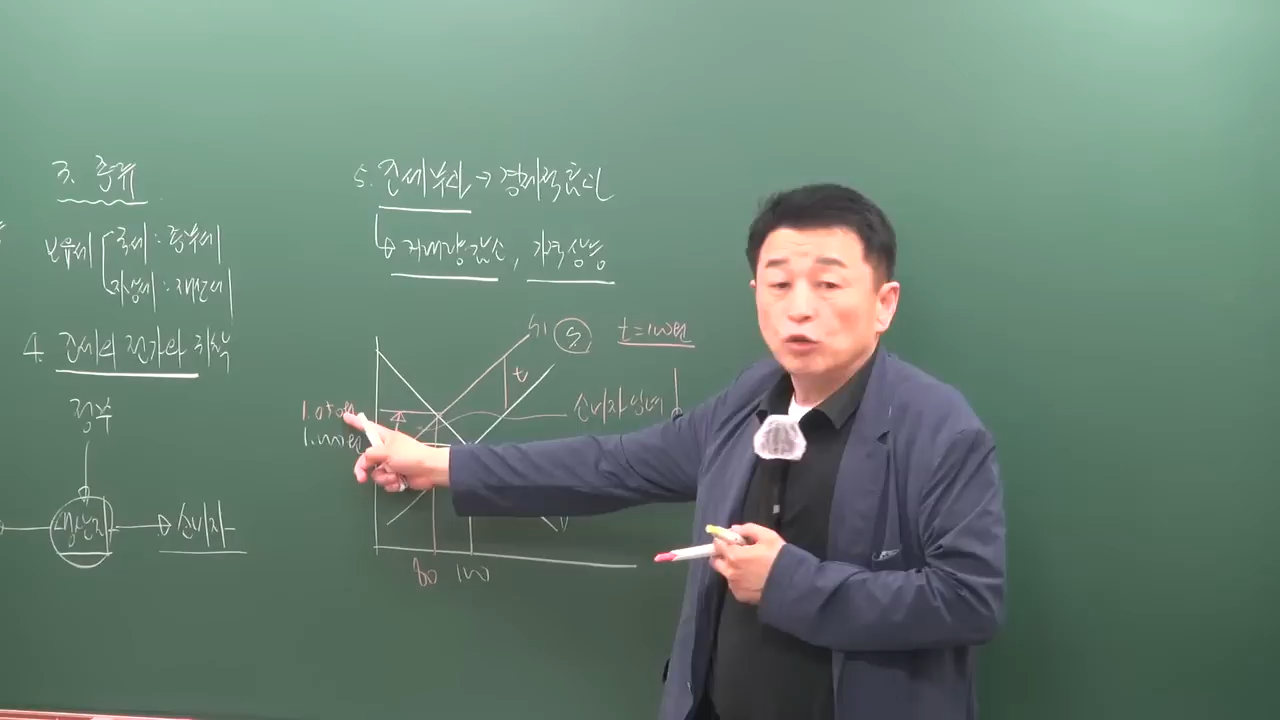 3. 종류
보유세
국세 : 종부세
지방세 : 재산세
4. 조세의 전가와 귀착
정부
생산자
소비자
5. 조세부과 → 경제적효과
거래량감소, 가격상승
S1
S
t=100원
t
소비자
1.050원
1.000원
80 100